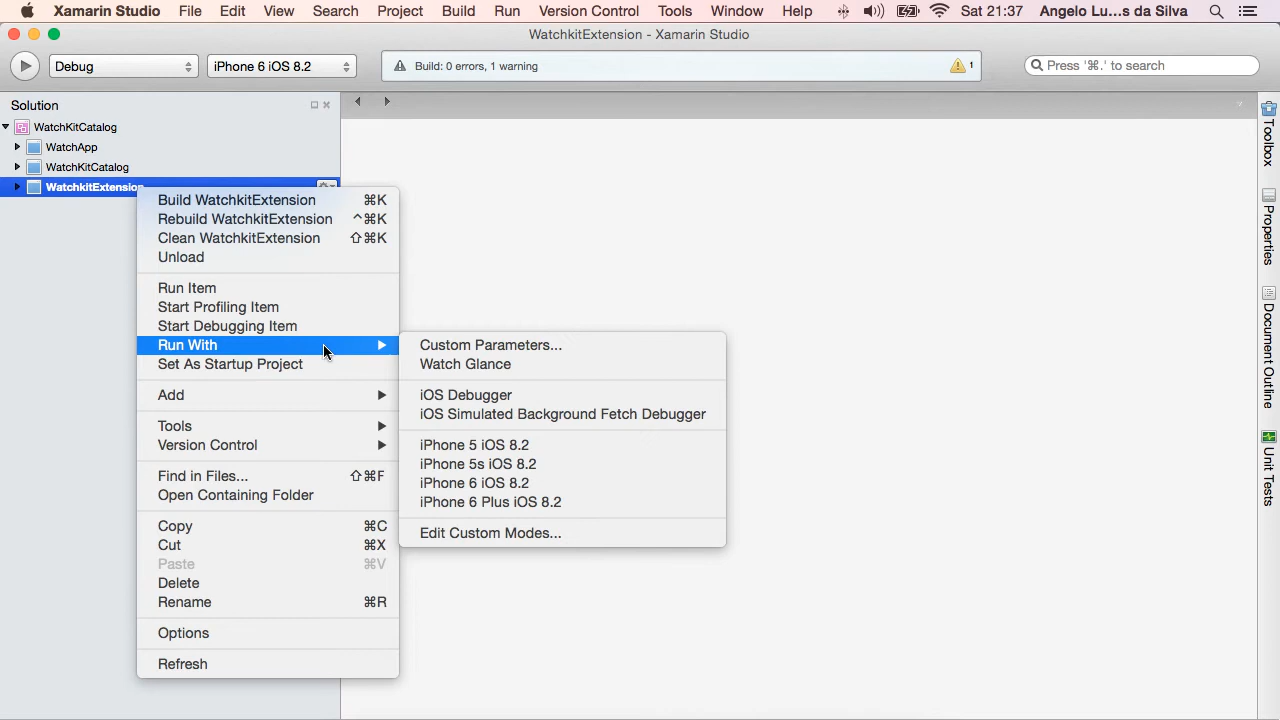 Xamarin Studio File Edit View Search Project Build Run Version Control Tools Window Help Sat 21:37 Angelo Lu...s da Silva
WatchkitExtension - Xamarin Studio
Debug iPhone 6 iOS 8.2 Build: 0 errors, 1 warning 1 Press '⌘.' to search
Solution
WatchKitCatalog
WatchApp
WatchKitCatalog
WatchkitExtension
Build WatchkitExtension ⌘K
Rebuild WatchkitExtension ^⌘K
Clean WatchkitExtension ⇧⌘K
Unload
Run Item
Start Profiling Item
Start Debugging Item
Run With
Set As Startup Project
Add
Tools
Version Control
Find in Files... ⇧⌘F
Open Containing Folder
Copy ⌘C
Cut ⌘X
Paste ⌘V
Delete
Rename ⌘R
Options
Refresh
Custom Parameters...
Watch Glance
iOS Debugger
iOS Simulated Background Fetch Debugger
iPhone 5 iOS 8.2
iPhone 5s iOS 8.2
iPhone 6 iOS 8.2
iPhone 6 Plus iOS 8.2
Edit Custom Modes...
Toolbox
Properties
Document Outline
Unit Tests